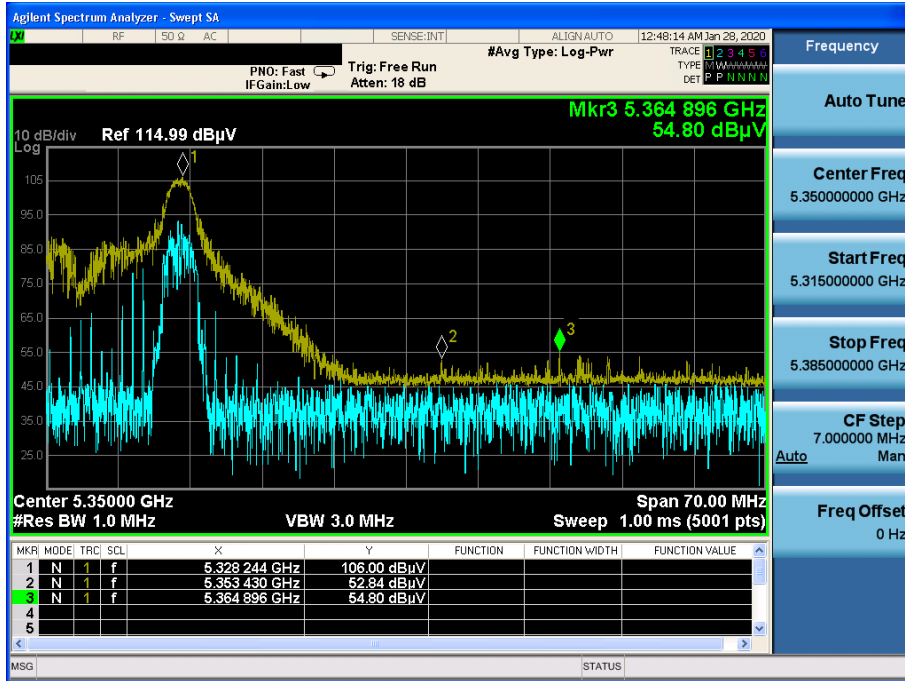 Agilent Spectrum Analyzer - Swept SA
LXI RF 50 Ω AC SENSE:INT ALIGN AUTO 12:48:14 AM Jan 28, 2020
PNO: Fast Trig: Free Run #Avg Type: Log-Pwr TRACE 1 2 3 4 5 6
IFGain:Low Atten: 18 dB TYPE M W W W W W
DET P P N N N N
Mkr3 5.364 896 GHz
54.80 dBµV
10 dB/div Ref 114.99 dBµV
Log
105
95.0
85.0
75.0
65.0
55.0
45.0
35.0
25.0
1
2
3
Center 5.35000 GHz Span 70.00 MHz
#Res BW 1.0 MHz VBW 3.0 MHz Sweep 1.00 ms (5001 pts)
MKR MODE TRC SCL X Y FUNCTION FUNCTION WIDTH FUNCTION VALUE
1 N 1 f 5.328 244 GHz 106.00 dBµV
2 N 1 f 5.353 430 GHz 52.84 dBµV
3 N 1 f 5.364 896 GHz 54.80 dBµV
4
5
MSG STATUS
Frequency
Auto Tune
Center Freq
5.350000000 GHz
Start Freq
5.315000000 GHz
Stop Freq
5.385000000 GHz
CF Step
7.000000 MHz
Auto Man
Freq Offset
0 Hz